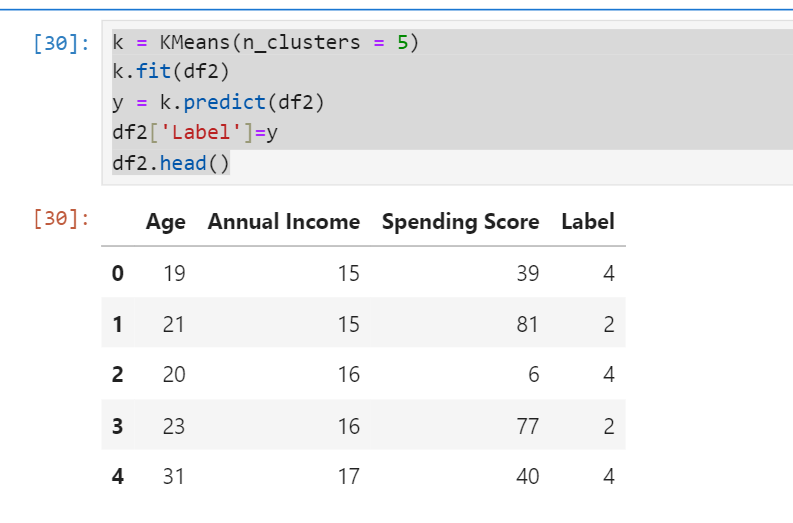 [30]: k = KMeans(n_clusters = 5)
k.fit(df2)
y = k.predict(df2)
df2['Label']=y
df2.head()
[30]: Age Annual Income Spending Score Label
0 19 15 39 4
1 21 15 81 2
2 20 16 6 4
3 23 16 77 2
4 31 17 40 4